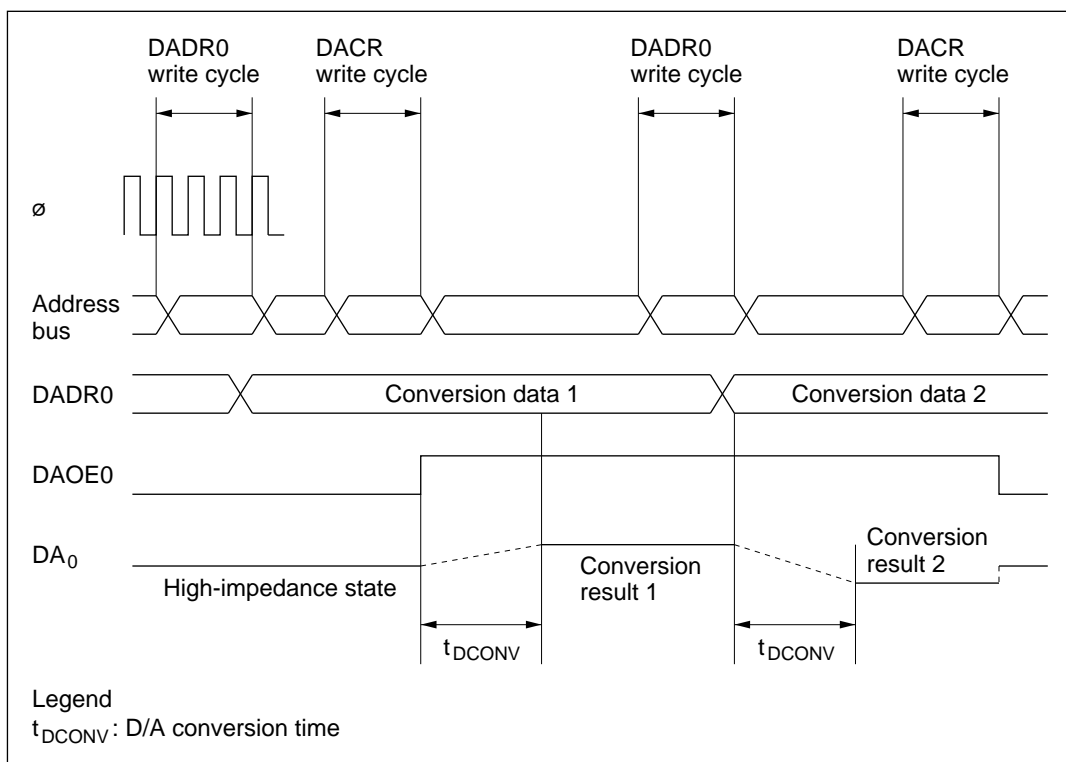 DADR0
write cycle
DACR
write cycle
DADR0
write cycle
DACR
write cycle
ø
Address
bus
DADR0
Conversion data 1
Conversion data 2
DAOE0
DA0
High-impedance state
Conversion
result 1
Conversion
result 2
tDCONV
tDCONV
Legend
tDCONV : D/A conversion time